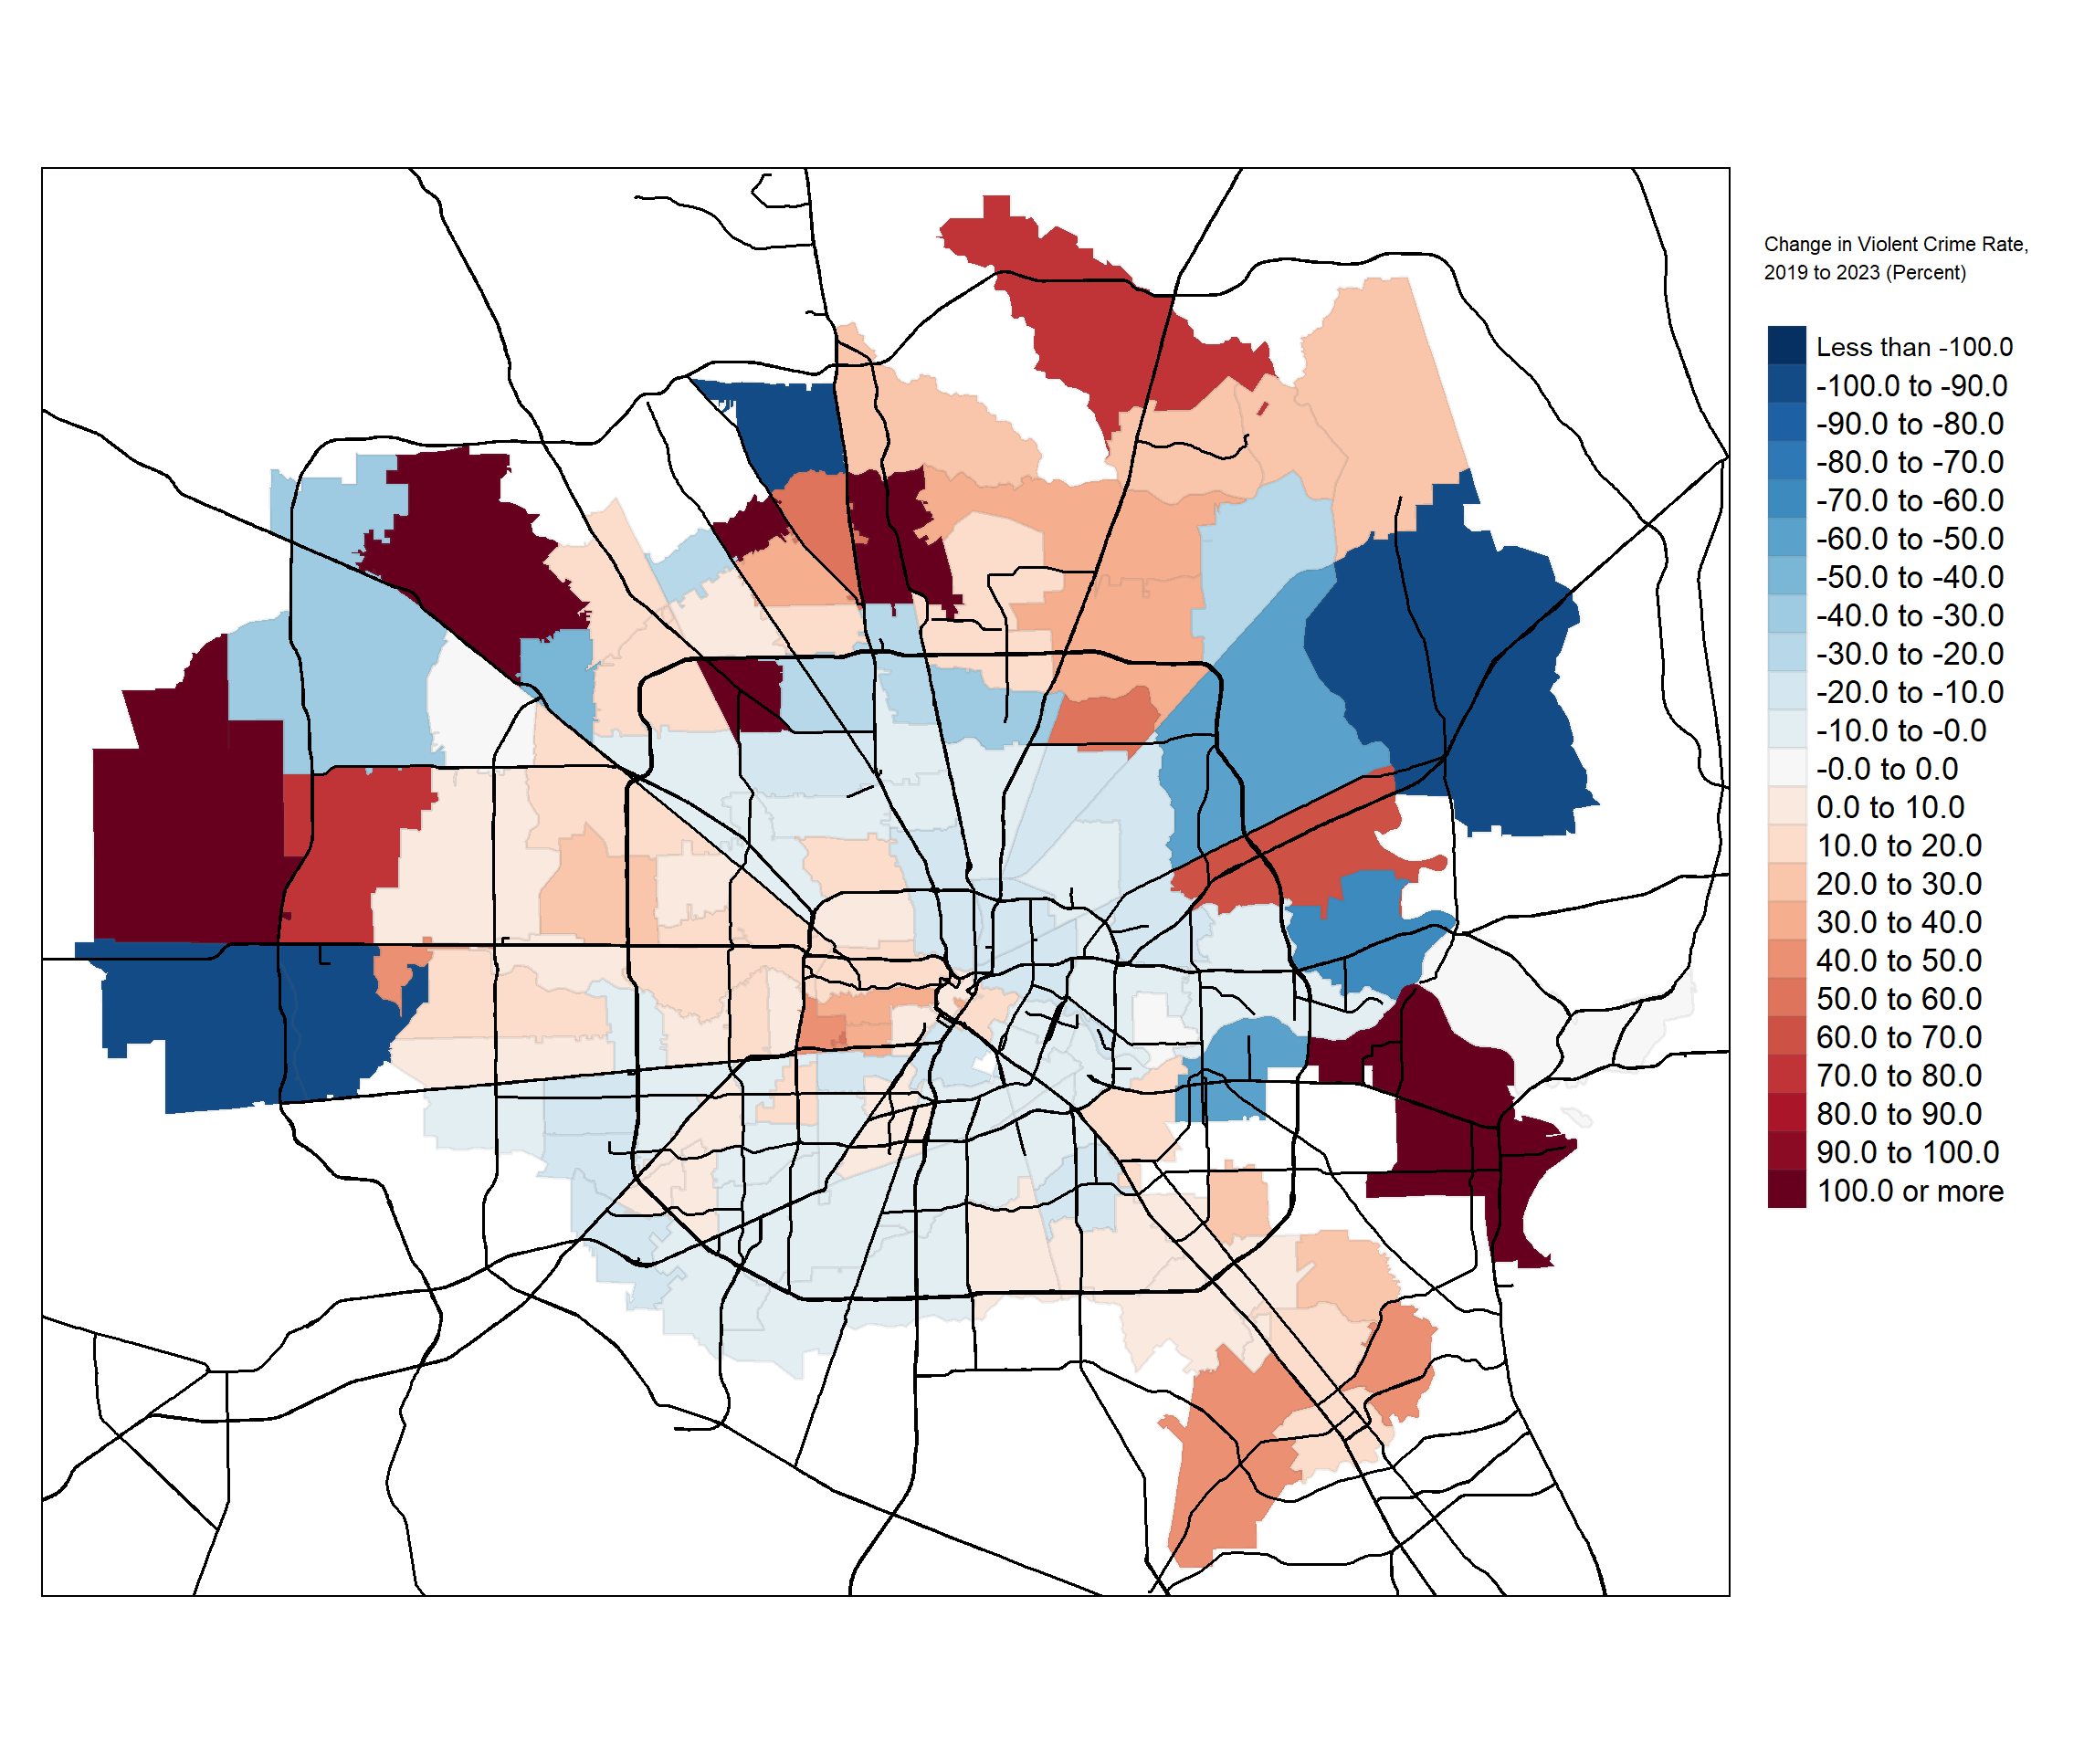 Change in Violent Crime Rate,
2019 to 2023 (Percent)
Less than -100.0
-100.0 to -90.0
-90.0 to -80.0
-80.0 to -70.0
-70.0 to -60.0
-60.0 to -50.0
-50.0 to -40.0
-40.0 to -30.0
-30.0 to -20.0
-20.0 to -10.0
-10.0 to -0.0
-0.0 to 0.0
0.0 to 10.0
10.0 to 20.0
20.0 to 30.0
30.0 to 40.0
40.0 to 50.0
50.0 to 60.0
60.0 to 70.0
70.0 to 80.0
80.0 to 90.0
90.0 to 100.0
100.0 or more